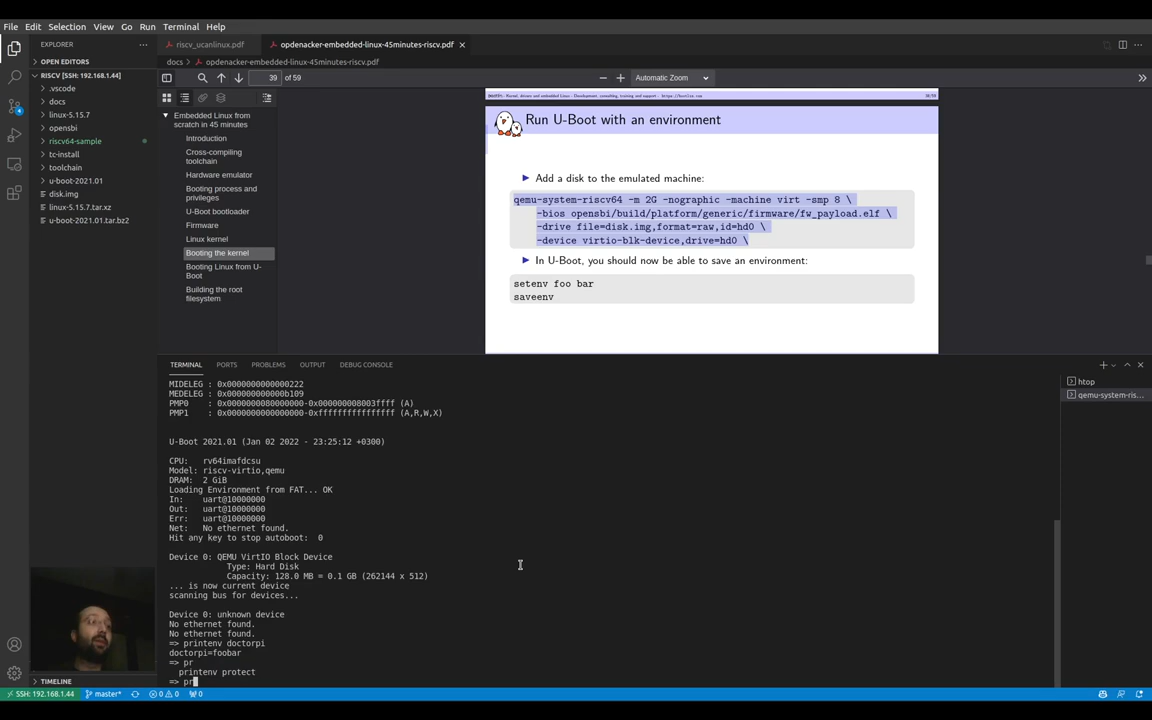 File Edit Selection View Go Run Terminal Help
EXPLORER
riscv_ucanlinux.pdf
opdenacker-embedded-linux-45minutes-riscv.pdf
OPEN EDITORS
docs > opdenacker-embedded-linux-45minutes-riscv.pdf
RISCV [SSH: 192.168.1.44]
39 of 59
Automatic Zoom
.vscode
docs
linux-5.15.7
opensbi
riscv64-sample
tc-install
toolchain
u-boot-2021.01
disk.img
linux-5.15.7.tar.xz
u-boot-2021.01.tar.bz2
Embedded Linux from
scratch in 45 minutes
Introduction
Cross-compiling
toolchain
Hardware emulator
Booting process and
privileges
U-Boot bootloader
Firmware
Linux kernel
Booting the kernel
Booting Linux from U-
Boot
Building the root
filesystem
Run U-Boot with an environment
Add a disk to the emulated machine:
qemu-system-riscv64 -m 2G -nographic -machine virt -smp 8 \
-bios opensbi/build/platform/generic/firmware/fw_payload.elf \
-drive file=disk.img,format=raw,id=hd0 \
-device virtio-blk-device,drive=hd0 \
In U-Boot, you should now be able to save an environment:
setenv foo bar
saveenv
TERMINAL PORTS PROBLEMS OUTPUT DEBUG CONSOLE
htop
qemu-system-ris...
MIDELEG : 0x0000000000000222
MEDELEG : 0x000000000000b109
PMP0 : 0x0000000080000000-0x000000008003ffff (A)
PMP1 : 0x0000000000000000-0xffffffffffffffff (A,R,W,X)
U-Boot 2021.01 (Jan 02 2022 - 23:25:12 +0300)
CPU: rv64imafdcsu
Model: riscv-virtio,qemu
DRAM: 2 GiB
Loading Environment from FAT... OK
In: uart@10000000
Out: uart@10000000
Err: uart@10000000
Net: No ethernet found.
Hit any key to stop autoboot: 0
Device 0: QEMU VirtIO Block Device
Type: Hard Disk
Capacity: 128.0 MB = 0.1 GB (262144 x 512)
... is now current device
scanning bus for devices...
Device 0: unknown device
No ethernet found.
No ethernet found.
=> printenv doctorpi
doctorpi=foobar
=> pr
printenv protect
=> pr
TIMELINE
SSH: 192.168.1.44 master* 0 0 0